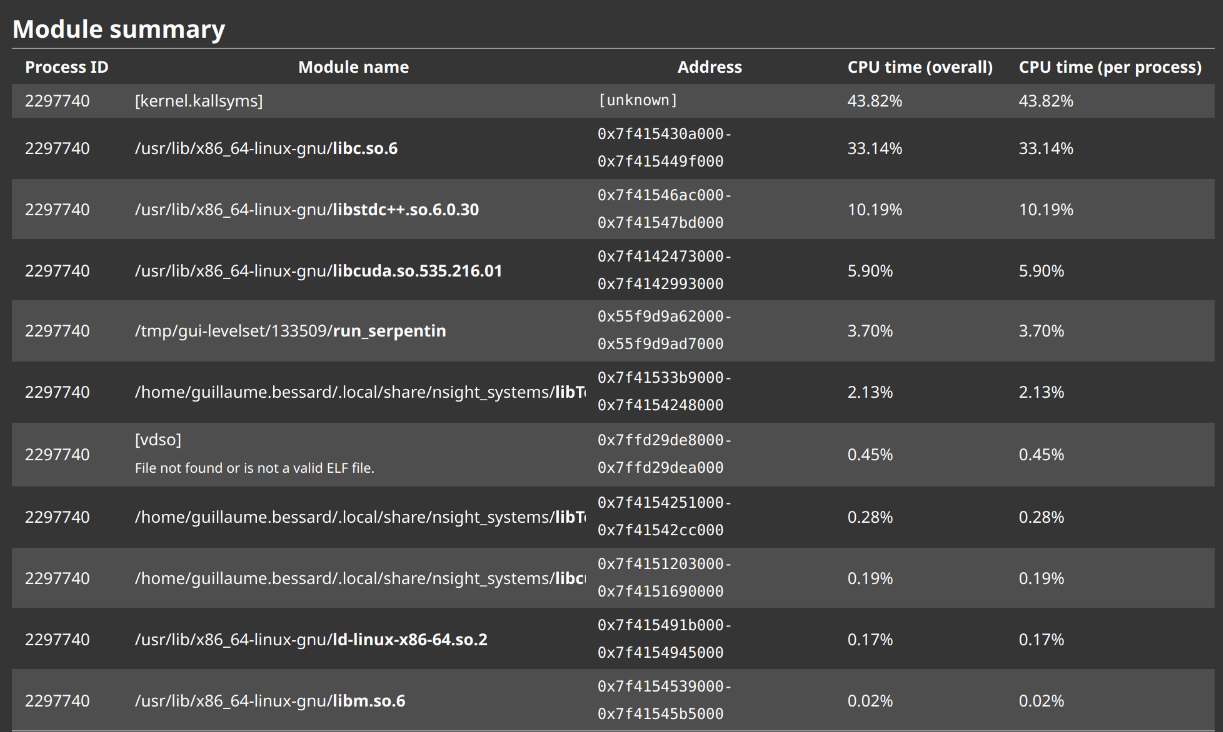 Module summary
Process ID Module name Address CPU time (overall) CPU time (per process)
2297740 [kernel.kallsyms] [unknown] 43.82% 43.82%
2297740 /usr/lib/x86_64-linux-gnu/libc.so.6 0x7f415430a000-
0x7f415449f000 33.14% 33.14%
2297740 /usr/lib/x86_64-linux-gnu/libstdc++.so.6.0.30 0x7f41546ac000-
0x7f41547bd000 10.19% 10.19%
2297740 /usr/lib/x86_64-linux-gnu/libcuda.so.535.216.01 0x7f4142473000-
0x7f4142993000 5.90% 5.90%
2297740 /tmp/gui-levelset/133509/run_serpentin 0x55f9d9a62000-
0x55f9d9ad7000 3.70% 3.70%
2297740 /home/guillaume.bessard/.local/share/nsight_systems/libT 0x7f41533b9000-
0x7f4154248000 2.13% 2.13%
2297740 [vdso] 0x7ffd29de8000-
File not found or is not a valid ELF file. 0x7ffd29dea000 0.45% 0.45%
2297740 /home/guillaume.bessard/.local/share/nsight_systems/libT 0x7f4154251000-
0x7f41542cc000 0.28% 0.28%
2297740 /home/guillaume.bessard/.local/share/nsight_systems/libc 0x7f4151203000-
0x7f4151690000 0.19% 0.19%
2297740 /usr/lib/x86_64-linux-gnu/ld-linux-x86-64.so.2 0x7f415491b000-
0x7f4154945000 0.17% 0.17%
2297740 /usr/lib/x86_64-linux-gnu/libm.so.6 0x7f4154539000-
0x7f41545b5000 0.02% 0.02%